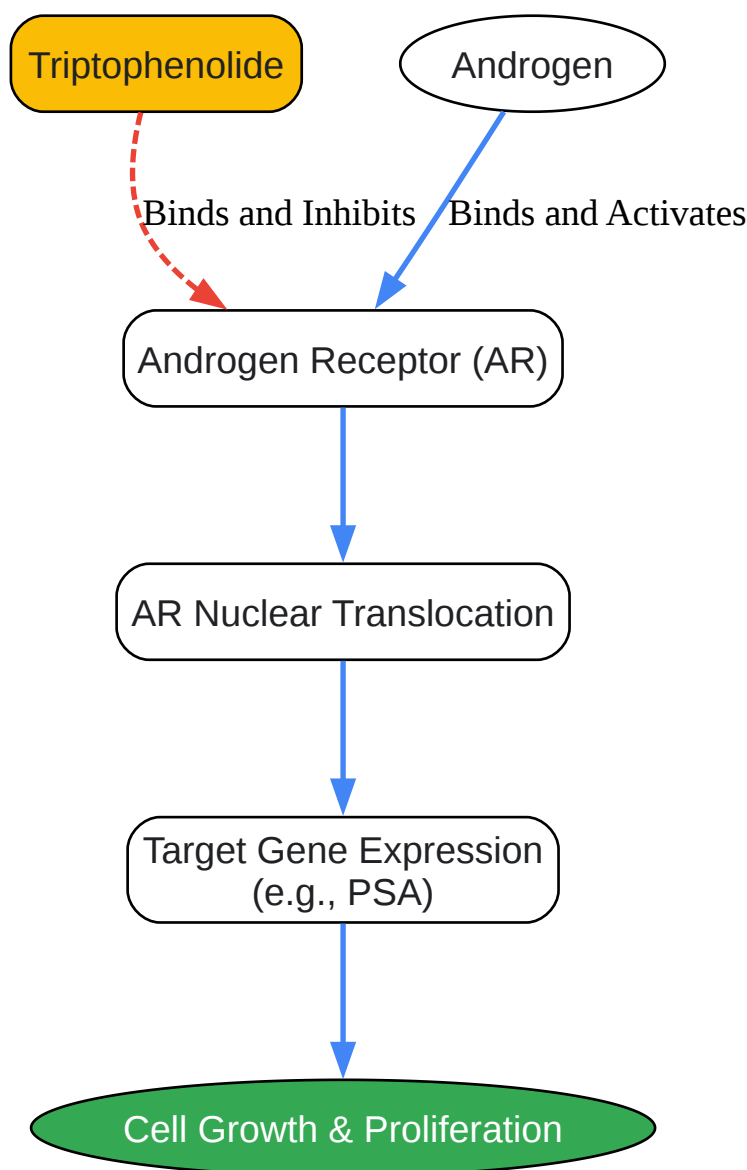 Triptophenolide
Androgen
Binds and Inhibits
Binds and Activates
Androgen Receptor (AR)
AR Nuclear Translocation
Target Gene Expression
(e.g., PSA)
Cell Growth & Proliferation